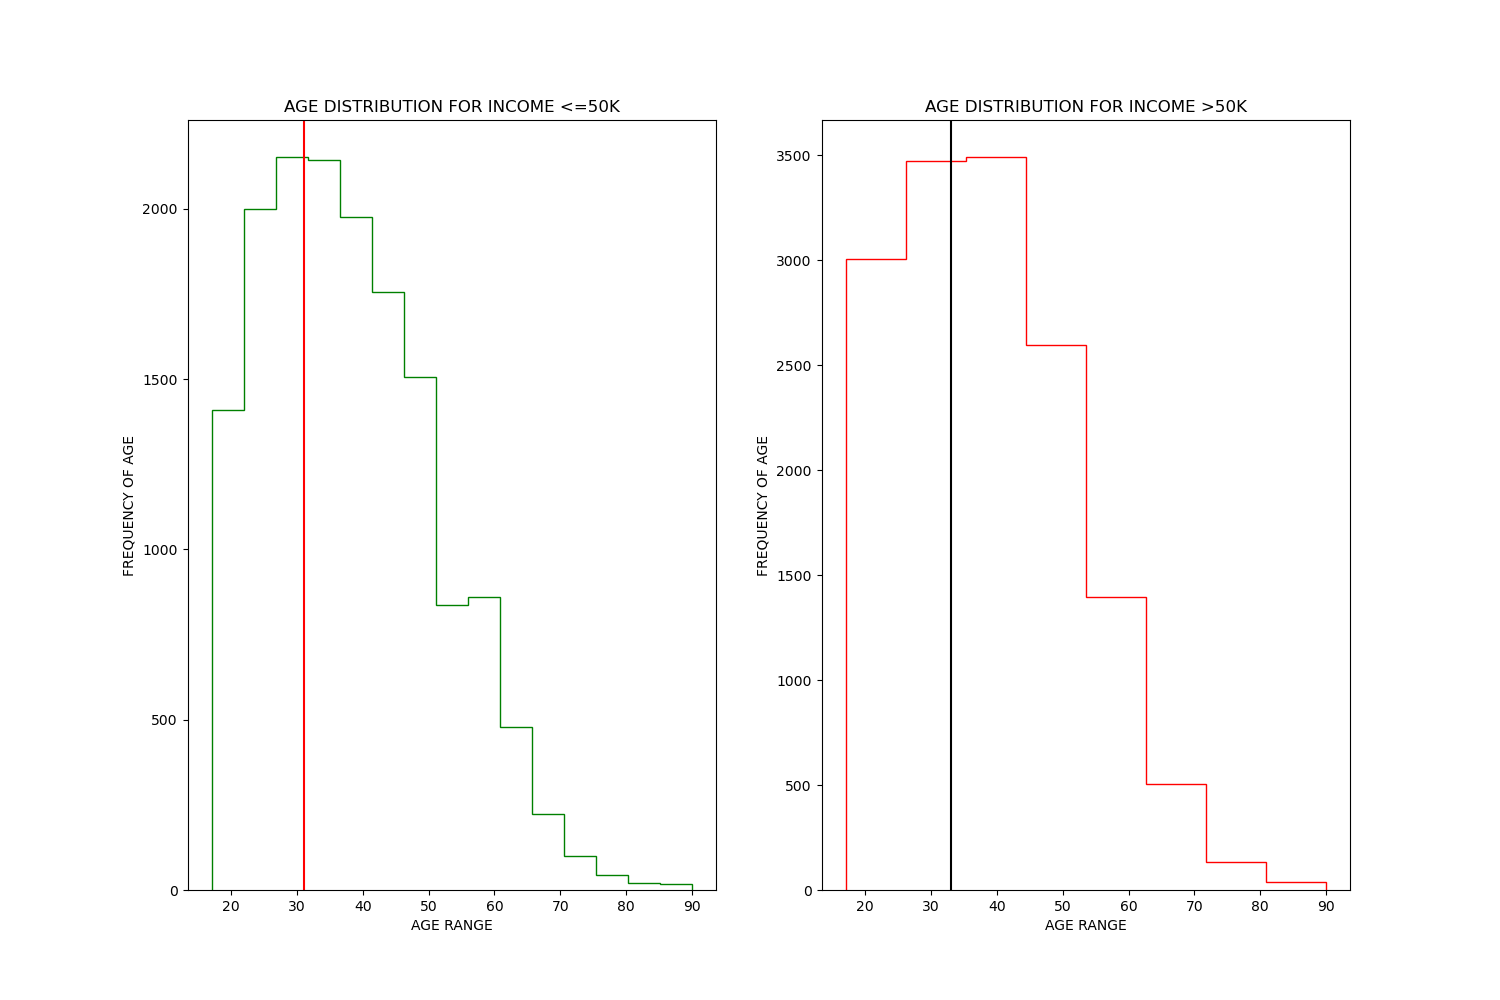 AGE DISTRIBUTION FOR INCOME <=50K
FREQUENCY OF AGE
2000
1500
1000
500
0
20 30 40 50 60 70 80 90
AGE RANGE
AGE DISTRIBUTION FOR INCOME >50K
FREQUENCY OF AGE
3500
3000
2500
2000
1500
1000
500
0
20 30 40 50 60 70 80 90
AGE RANGE